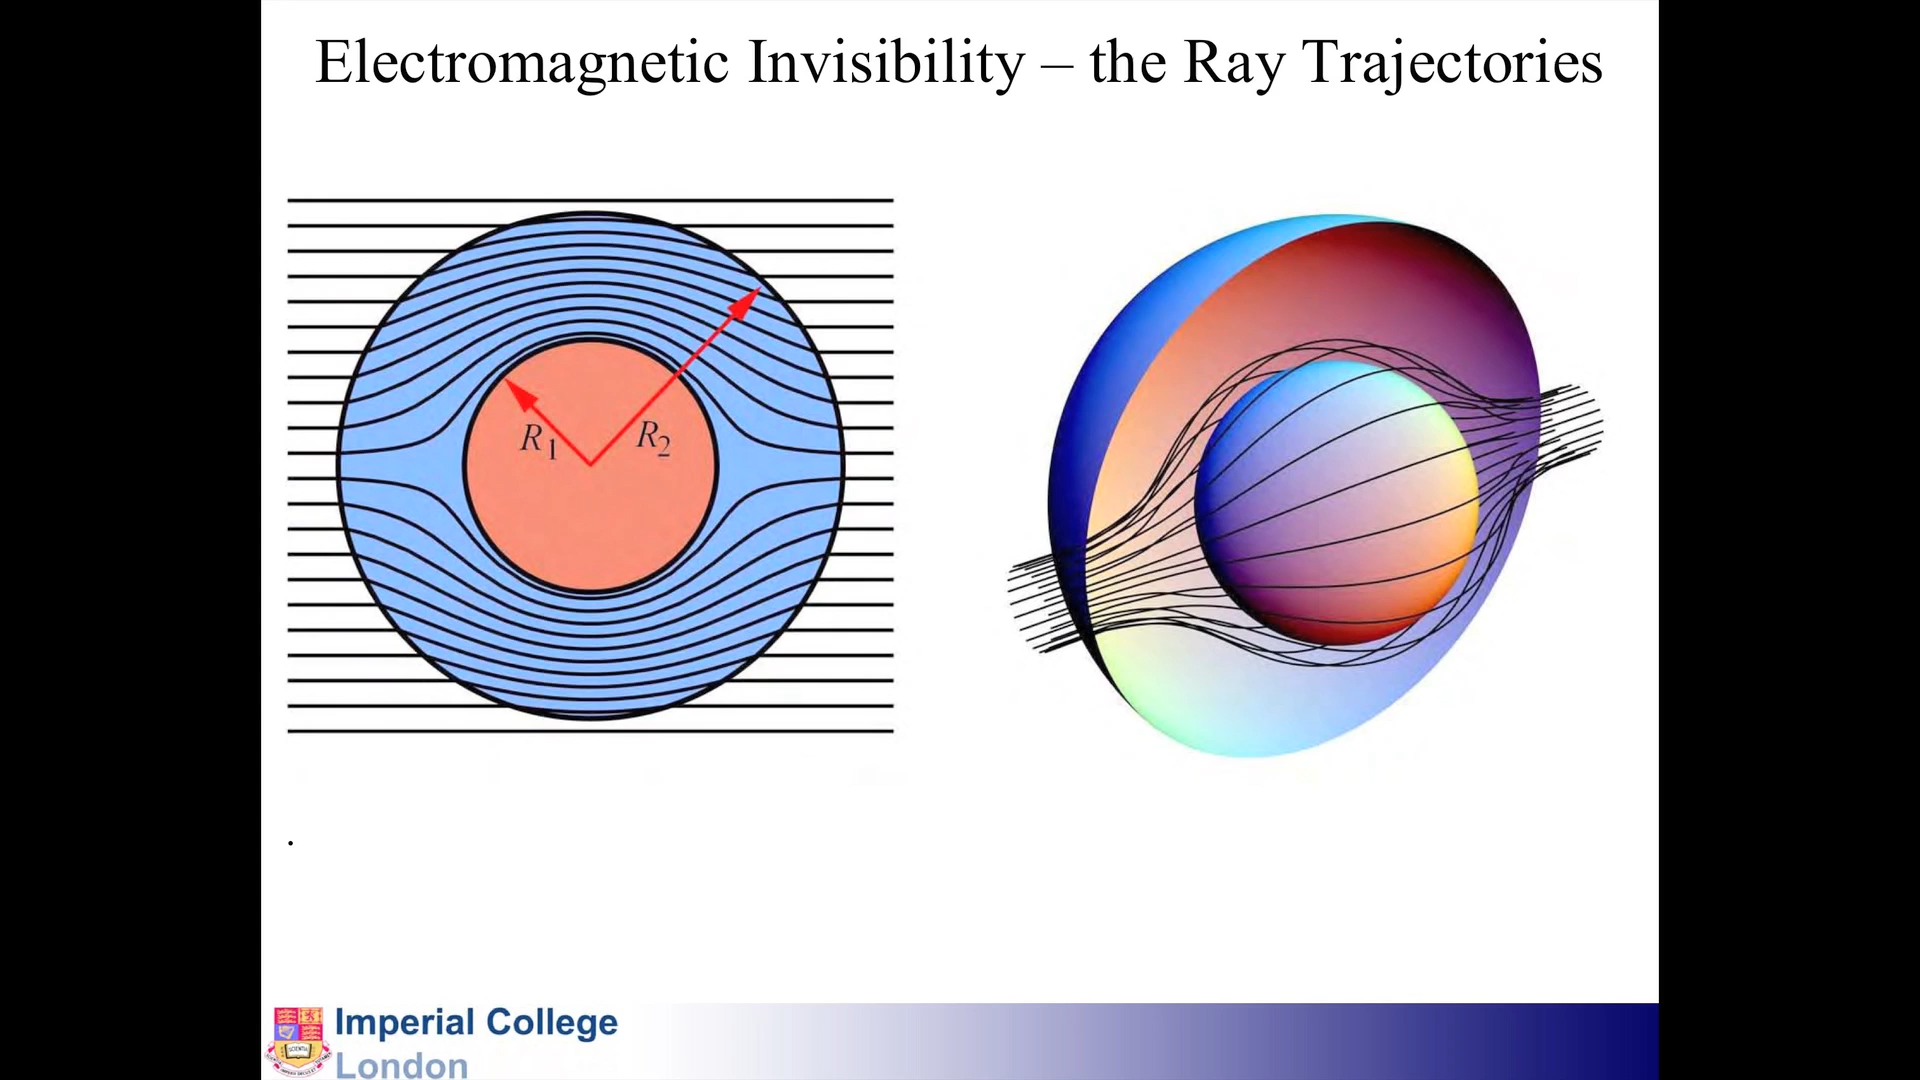 Electromagnetic Invisibility – the Ray Trajectories
R1
R2
.
Imperial College
London